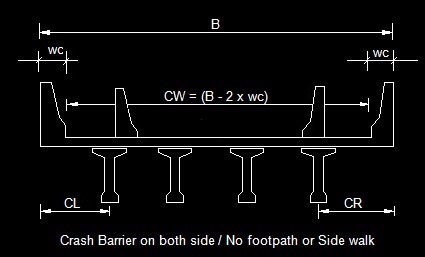 B
wc
wc
CW = (B - 2 x wc)
CL
CR
Crash Barrier on both side / No footpath or Side walk